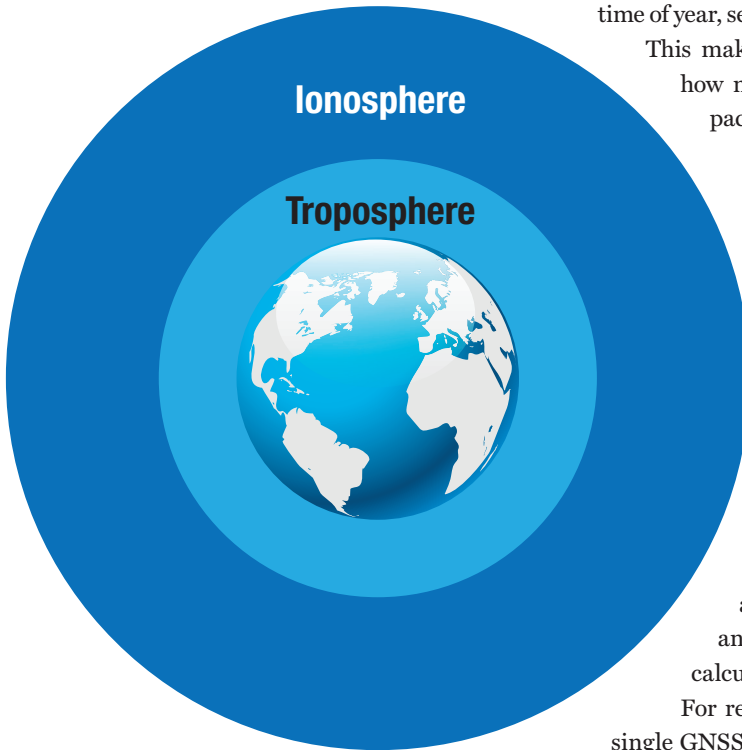 time of year, se
This mak
how n
pac
Ionosphere
Troposphere
a
an
calcu
For re
single GNSS